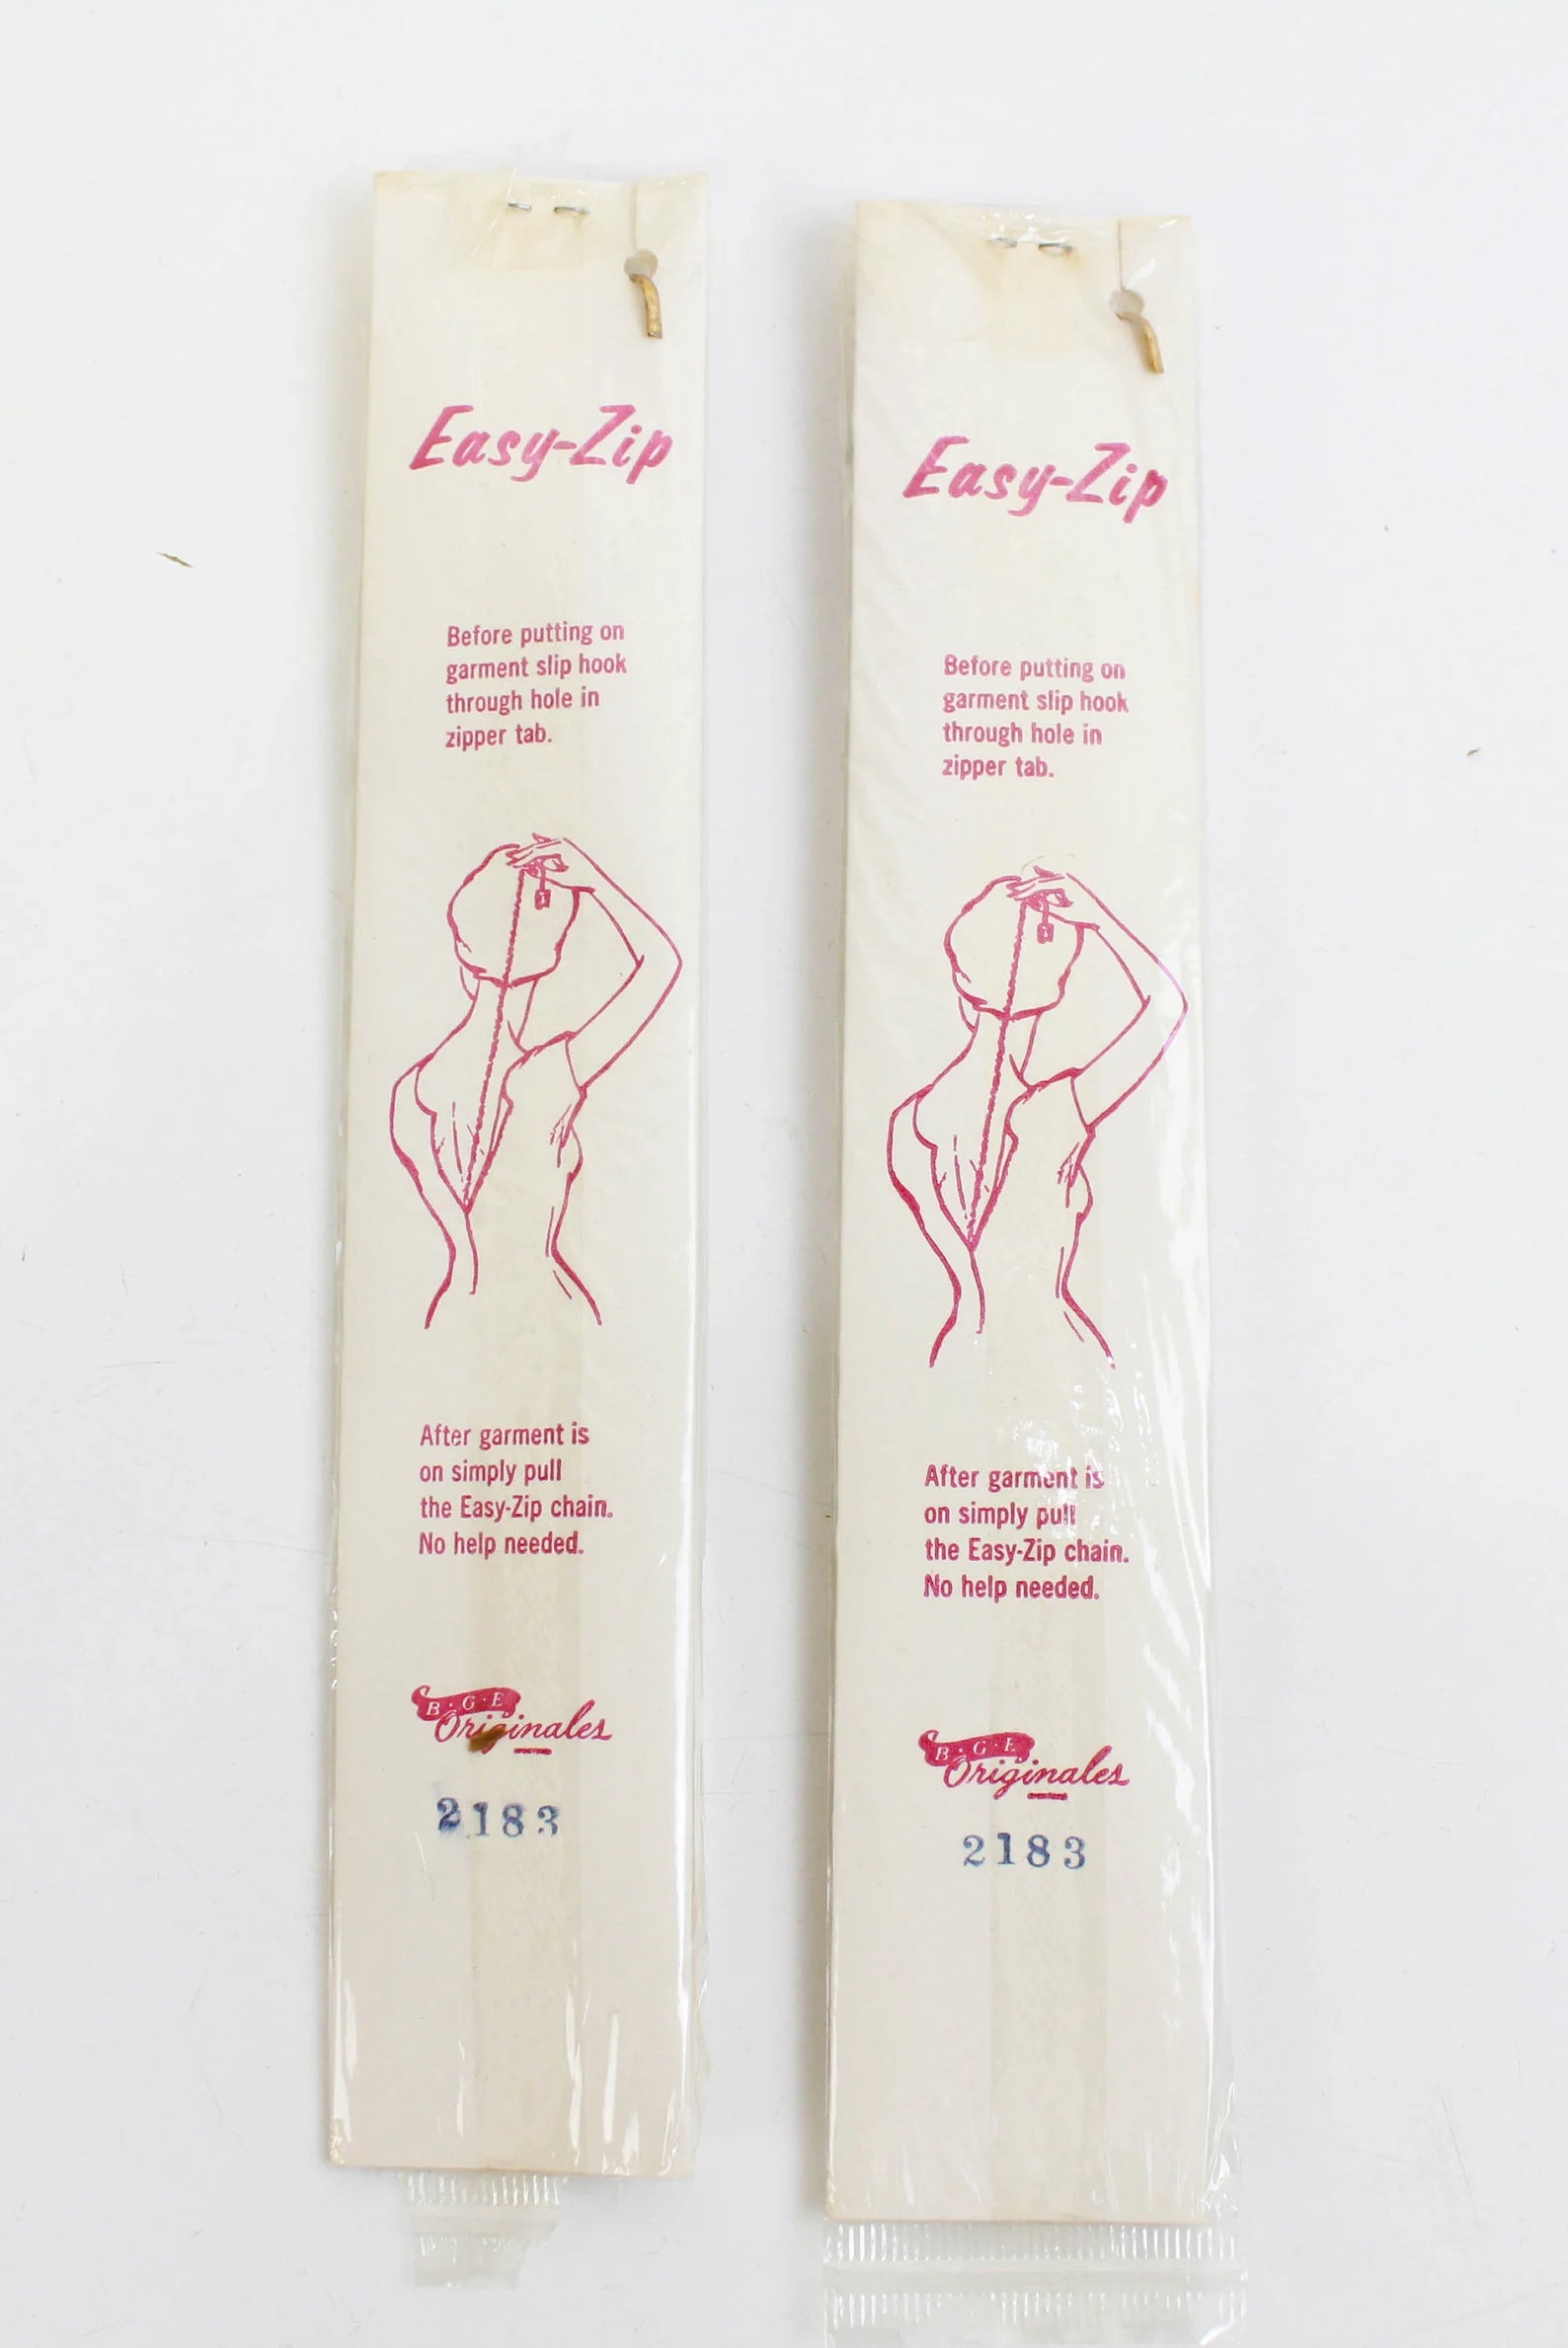 Easy-Zip
Before putting on
garment slip hook
through hole in
zipper tab.
After garment is
on simply pull
the Easy-Zip chain.
No help needed.
B·G·E
Originales
2183
Easy-Zip
Before putting on
garment slip hook
through hole in
zipper tab.
After garment is
on simply pull
the Easy-Zip chain.
No help needed.
B·G·E
Originales
2183